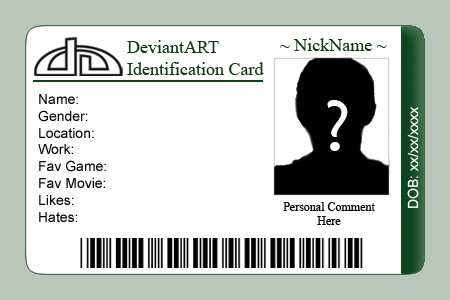 DeviantART
Identification Card
~ NickName ~
Name:
Gender:
Location:
Work:
Fav Game:
Fav Movie:
Likes:
Hates:
?
Personal Comment
Here
DOB: xx/xx/xxxx